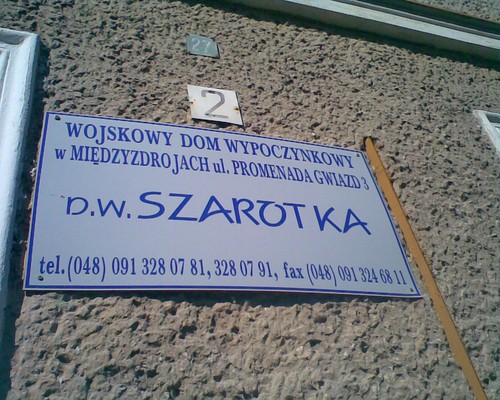 27
2
WOJSKOWY DOM WYPOCZYNKOWY
w MIĘDZYZDROJACH ul. PROMENADA GWIAZD 3
D.W. SZAROTKA
tel.(048) 091 328 07 81, 328 07 91, fax (048) 091 324 68 11